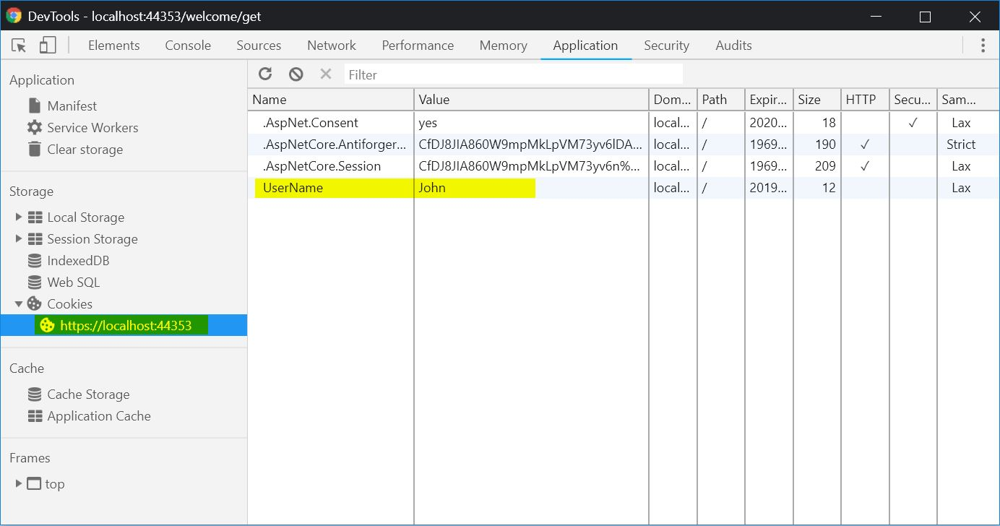 DevTools - localhost:44353/welcome/get
Elements Console Sources Network Performance Memory Application Security Audits
Application
Manifest
Service Workers
Clear storage
Storage
Local Storage
Session Storage
IndexedDB
Web SQL
Cookies
https://localhost:44353
Cache
Cache Storage
Application Cache
Frames
top
Filter
Name Value Dom... Path Expir... Size HTTP Secu... Sam...
.AspNet.Consent yes local... / 2020... 18 ✓ Lax
.AspNetCore.Antiforger... CfDJ8JIA860W9mpMkLpVM73yv6lDA... local... / 1969... 190 ✓ Strict
.AspNetCore.Session CfDJ8JIA860W9mpMkLpVM73yv6n%... local... / 1969... 209 ✓ Lax
UserName John local... / 2019... 12 Lax